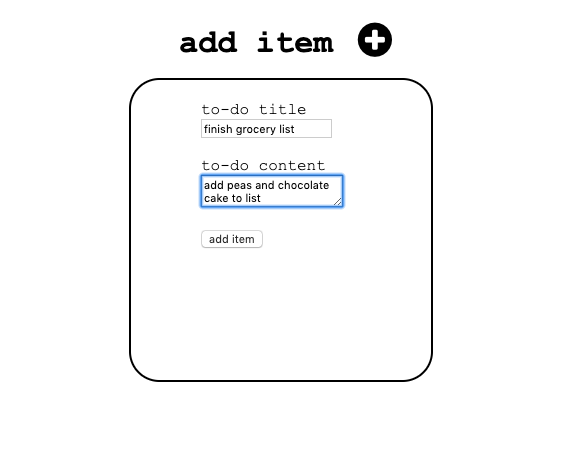 add item
to-do title
finish grocery list
to-do content
add peas and chocolate
cake to list
add item